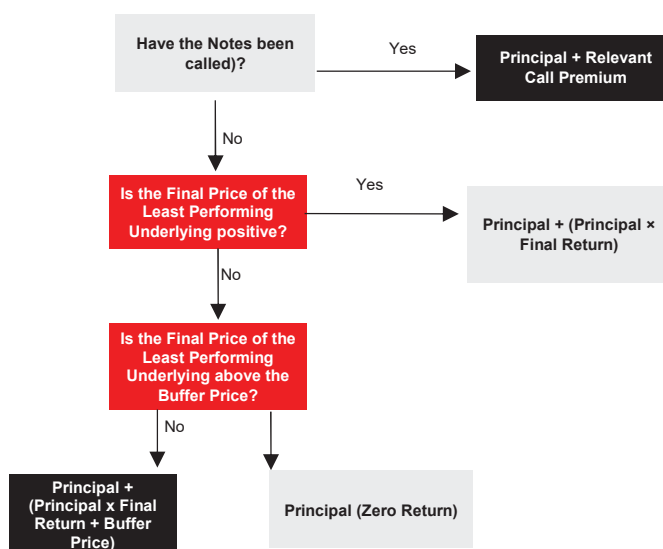 Have the Notes been
called)?
Yes
Principal + Relevant
Call Premium
No
Is the Final Price of the
Least Performing
Underlying positive?
Yes
Principal + (Principal ×
Final Return)
No
Is the Final Price of the
Least Performing
Underlying above the
Buffer Price?
No
Principal +
(Principal x Final
Return + Buffer
Price)
Principal (Zero Return)